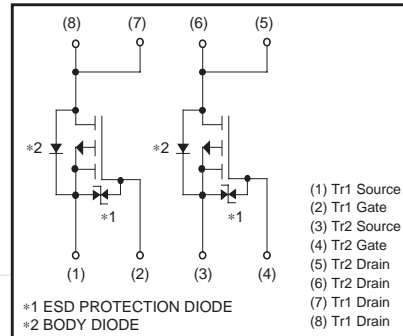 (8) (7) (6) (5)
∗2 ∗2
∗1 ∗1
(1) (2) (3) (4)
∗1 ESD PROTECTION DIODE
∗2 BODY DIODE
(1) Tr1 Source
(2) Tr1 Gate
(3) Tr2 Source
(4) Tr2 Gate
(5) Tr2 Drain
(6) Tr2 Drain
(7) Tr1 Drain
(8) Tr1 Drain